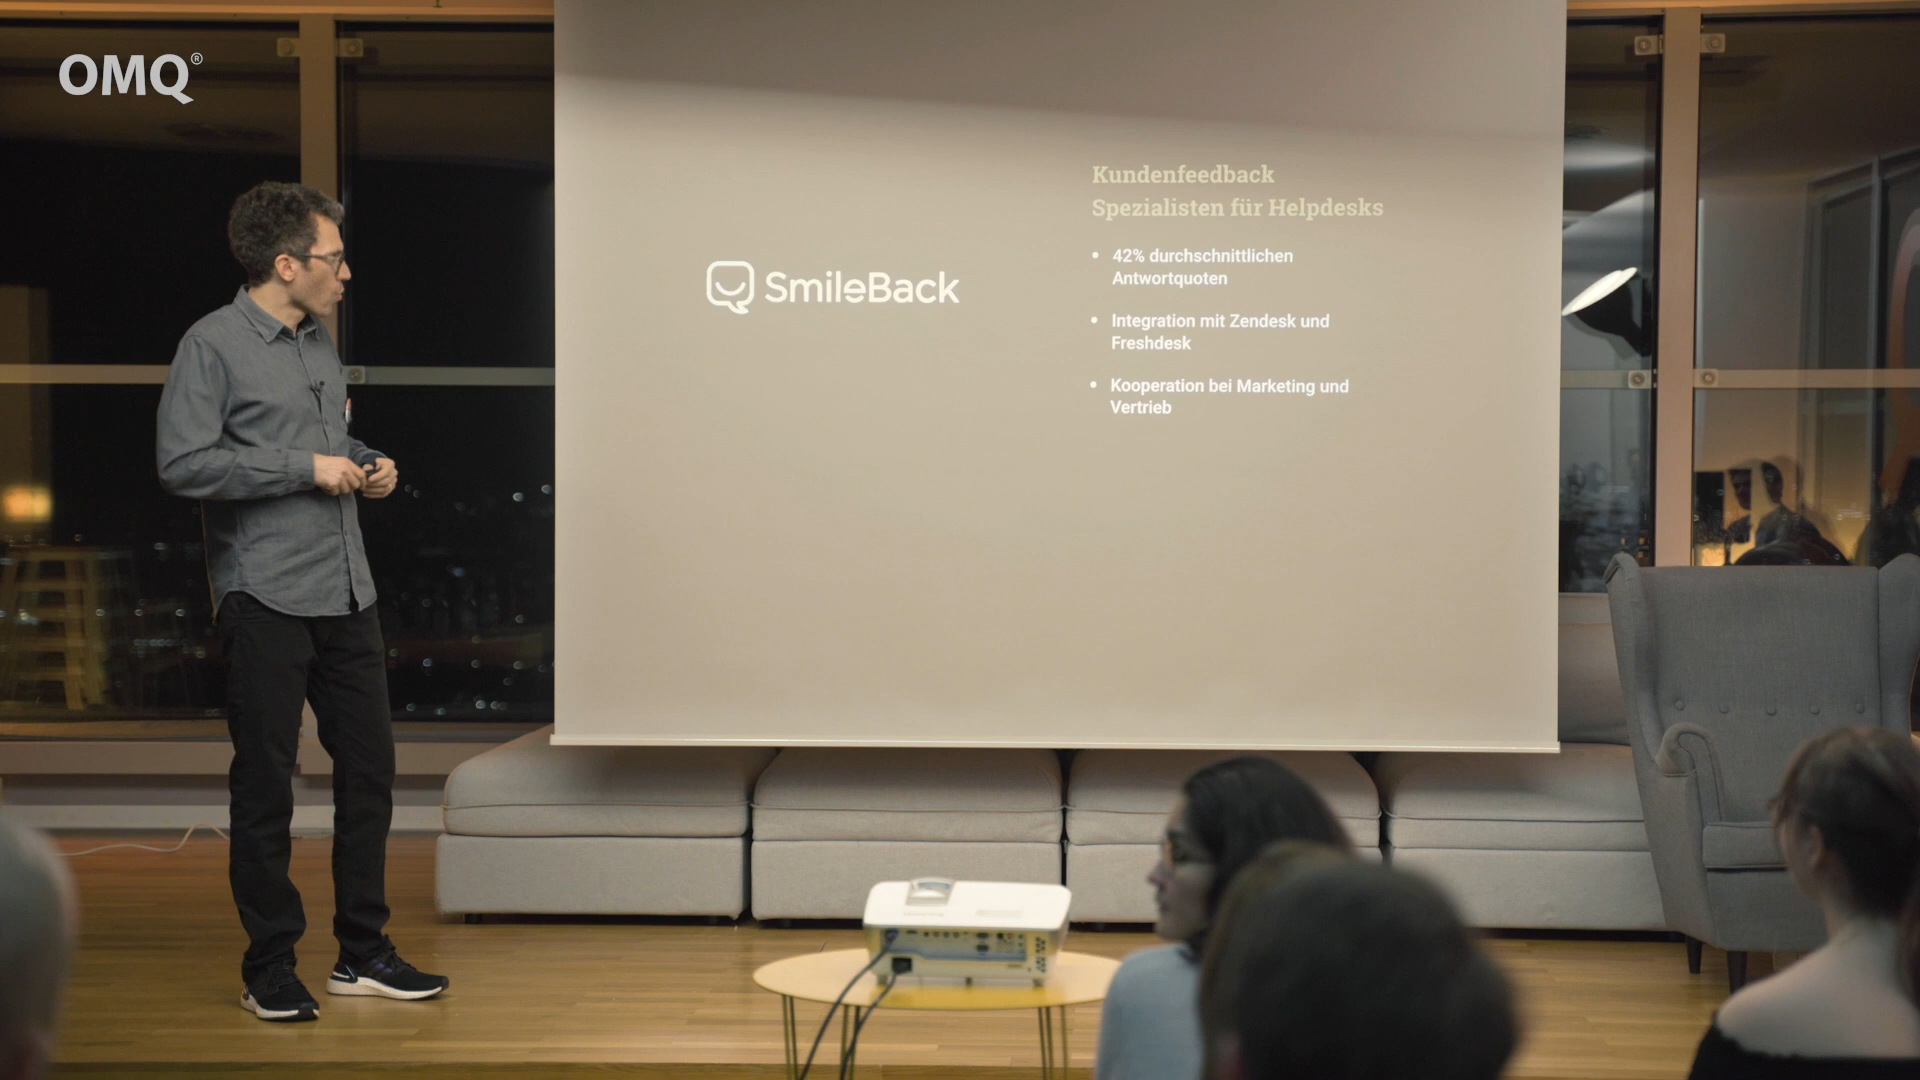 OMQ®
SmileBack
Kundenfeedback
Spezialisten für Helpdesks
• 42% durchschnittlichen
Antwortquoten
• Integration mit Zendesk und
Freshdesk
• Kooperation bei Marketing und
Vertrieb